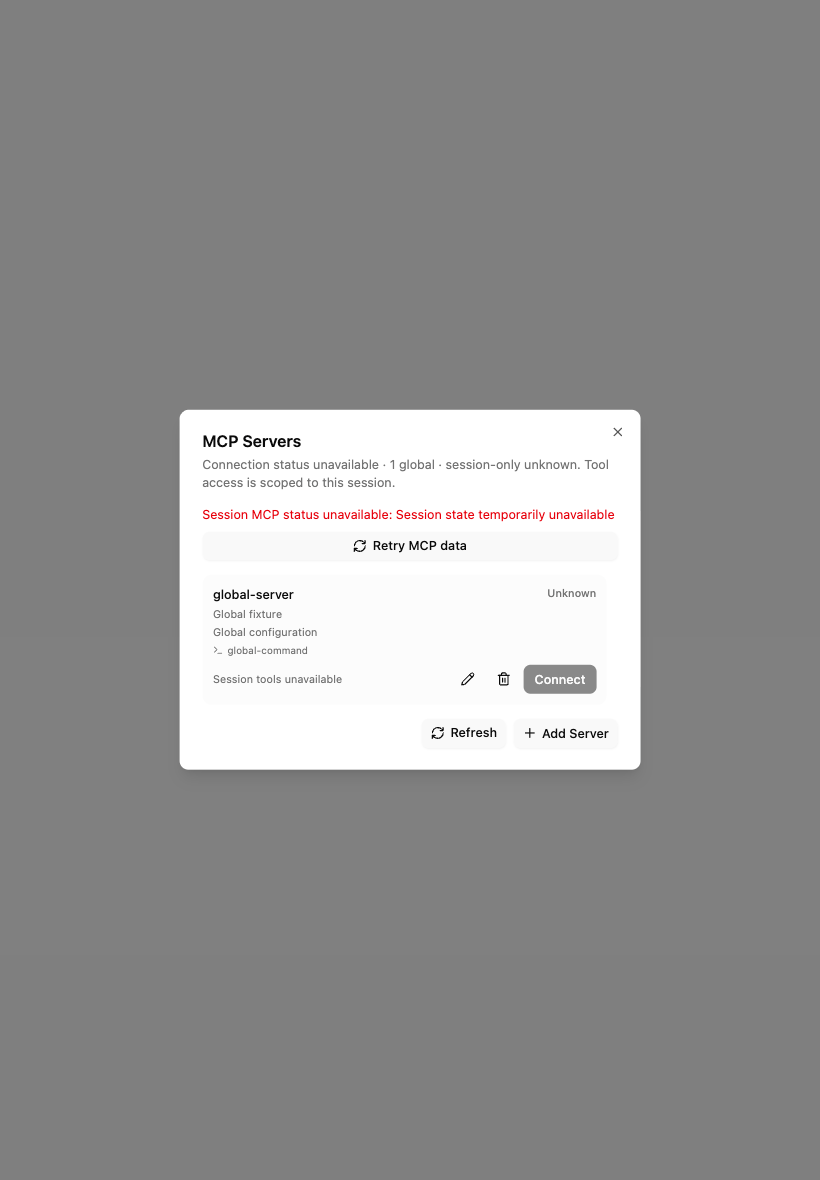 MCP Servers
Connection status unavailable · 1 global · session-only unknown. Tool
access is scoped to this session.
Session MCP status unavailable: Session state temporarily unavailable
Retry MCP data
global-server
Unknown
Global fixture
Global configuration
global-command
Session tools unavailable
Connect
Refresh
Add Server